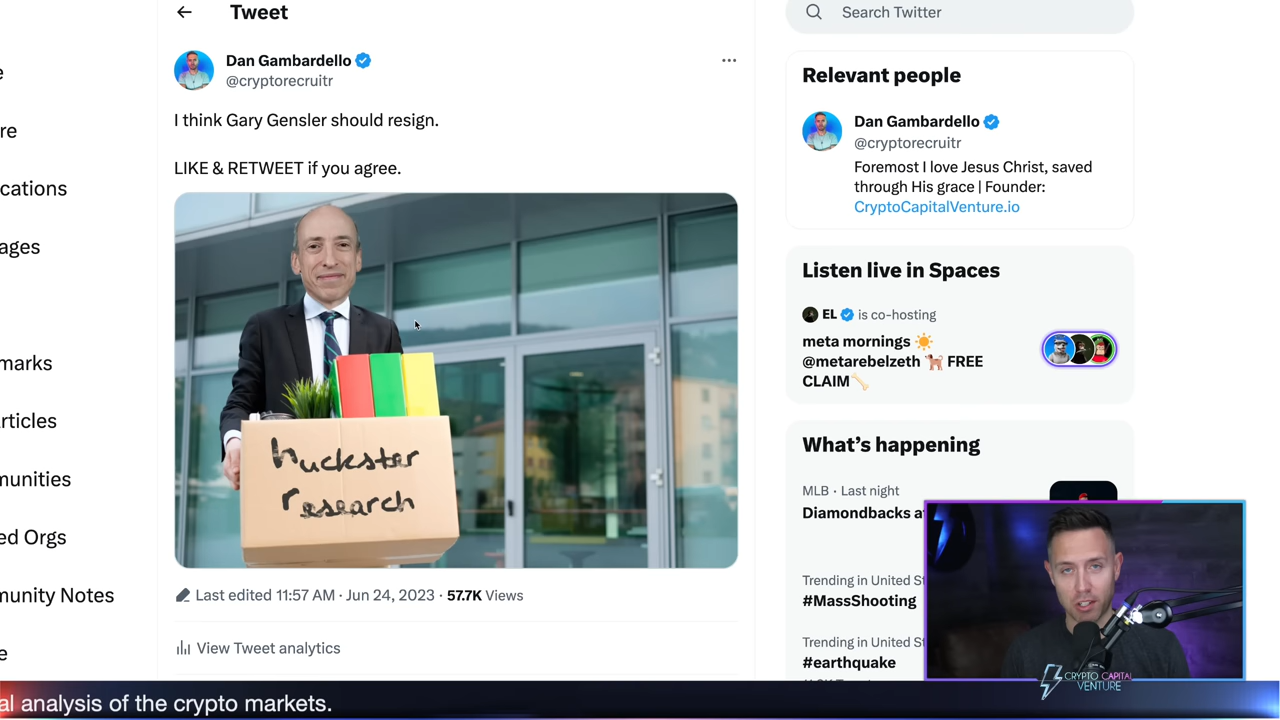 Tweet
Search Twitter
Dan Gambardello
@cryptorecruitr
I think Gary Gensler should resign.
LIKE & RETWEET if you agree.
huckster
research
Last edited 11:57 AM · Jun 24, 2023 · 57.7K Views
View Tweet analytics
Relevant people
Dan Gambardello
@cryptorecruitr
Foremost I love Jesus Christ, saved
through His grace | Founder:
CryptoCapitalVenture.io
Listen live in Spaces
EL is co-hosting
meta mornings ☀️
@metarebelzeth 🐕 FREE
CLAIM🦴
What's happening
MLB · Last night
Diamondbacks
Trending in United
#MassShooting
Trending in United
#earthquake
cations
ages
marks
rticles
munities
ed Orgs
munity Notes
CRYPTO CAPITAL
VENTURE
al analysis of the crypto markets.